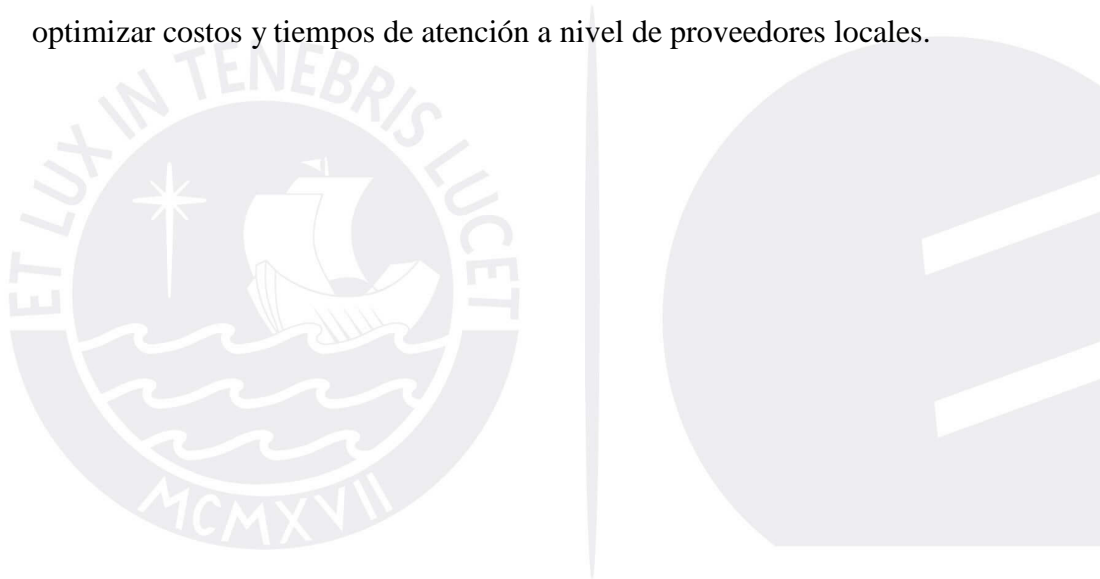 optimizar costos y tiempos de atención a nivel de proveedores locales.
ET LUX IN TENEBRIS LUCET
MCMXVII